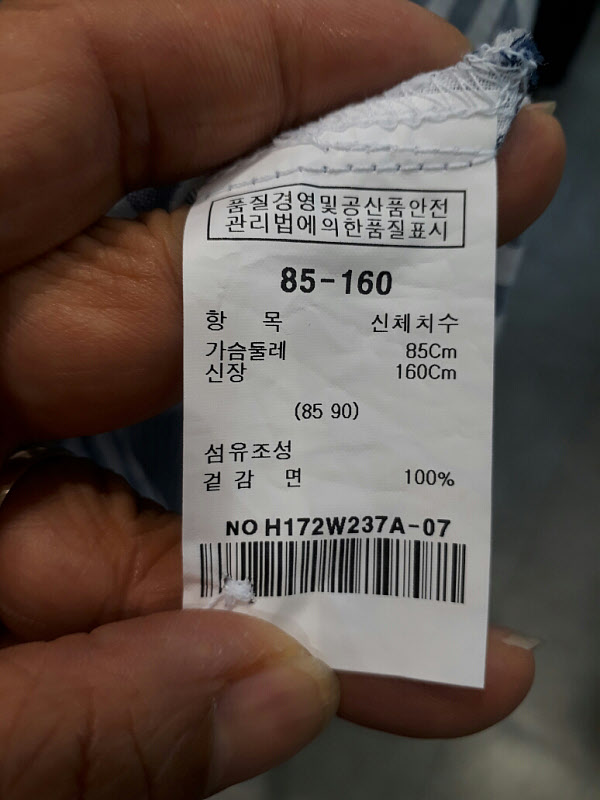 품질경영및공산품안전
관리법에의한품질표시
85-160
항 목 신체치수
가슴둘레 85Cm
신장 160Cm
(85 90)
섬유조성
겉감 면 100%
NO H172W237A-07